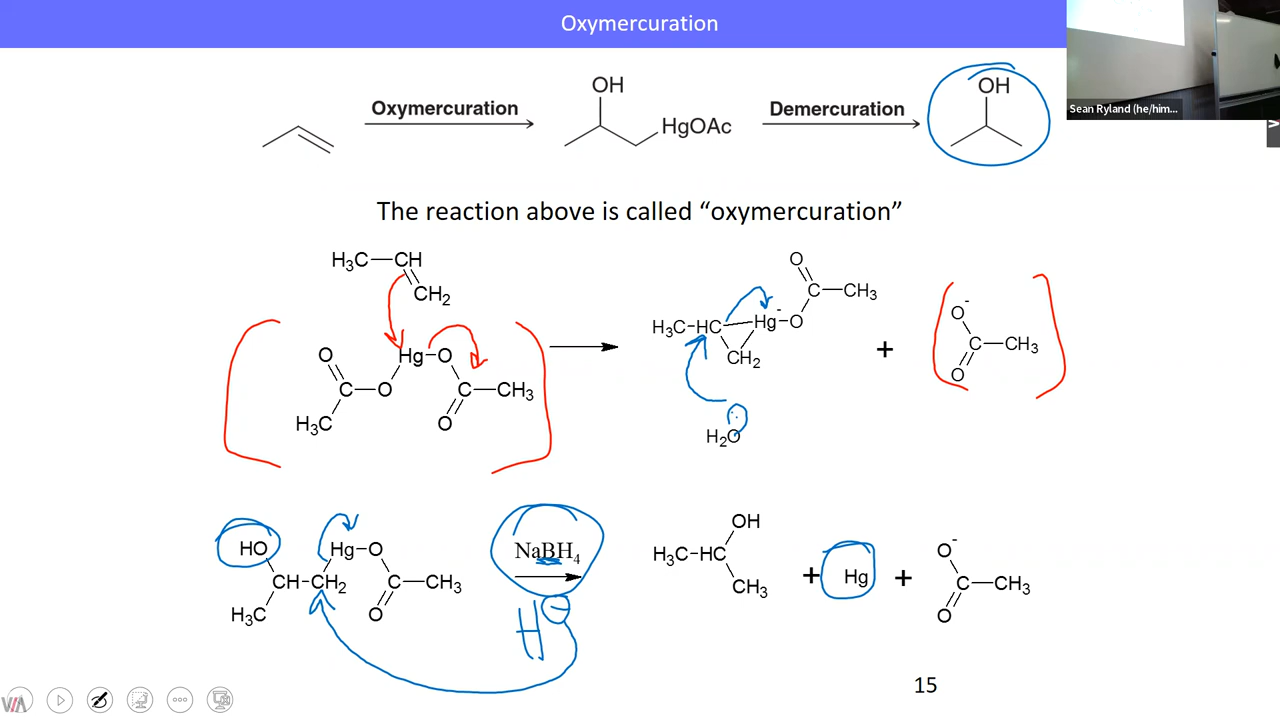 Oxymercuration
Sean Ryland (he/him...
OH
Oxymercuration
HgOAc
Demercuration
OH
The reaction above is called “oxymercuration”
H3C—CH
CH2
Hg—O
O
O
CH3
H3C
O
H3C-HC
Hg-O
-
CH2
O
CH3
H2O
+
O-
CH3
O
C
C
C
C
HO
Hg—O
CH—CH2
H3C
C
CH3
O
NaBH4
H-
OH
H3C-HC
CH3
+ Hg +
O-
C
CH3
O
15
VIA